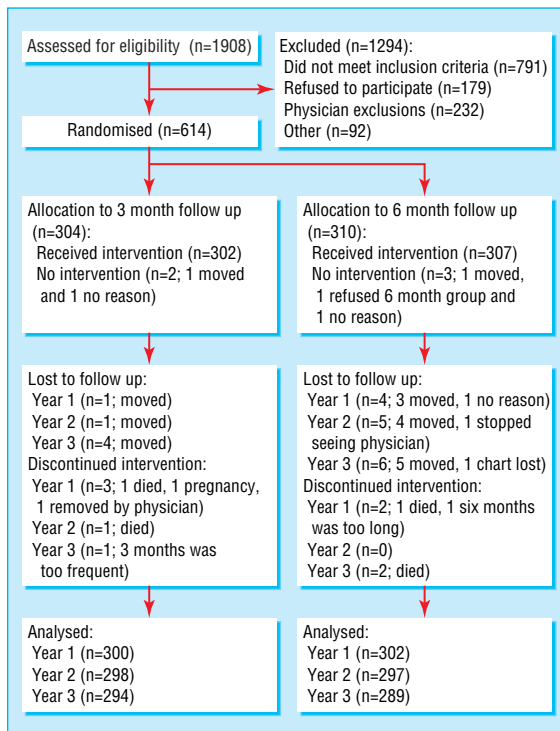 Assessed for eligibility (n=1908)
Excluded (n=1294):
Did not meet inclusion criteria (n=791)
Refused to participate (n=179)
Physician exclusions (n=232)
Other (n=92)
Randomised (n=614)
Allocation to 3 month follow up
(n=304):
Received intervention (n=302)
No intervention (n=2; 1 moved
and 1 no reason)
Allocation to 6 month follow up
(n=310):
Received intervention (n=307)
No intervention (n=3; 1 moved,
1 refused 6 month group and
1 no reason)
Lost to follow up:
Year 1 (n=1; moved)
Year 2 (n=1; moved)
Year 3 (n=4; moved)
Discontinued intervention:
Year 1 (n=3; 1 died, 1 pregnancy,
1 removed by physician)
Year 2 (n=1; died)
Year 3 (n=1; 3 months was
too frequent)
Lost to follow up:
Year 1 (n=4; 3 moved, 1 no reason)
Year 2 (n=5; 4 moved, 1 stopped
seeing physician)
Year 3 (n=6; 5 moved, 1 chart lost)
Discontinued intervention:
Year 1 (n=2; 1 died, 1 six months
was too long)
Year 2 (n=0)
Year 3 (n=2; died)
Analysed:
Year 1 (n=300)
Year 2 (n=298)
Year 3 (n=294)
Analysed:
Year 1 (n=302)
Year 2 (n=297)
Year 3 (n=289)